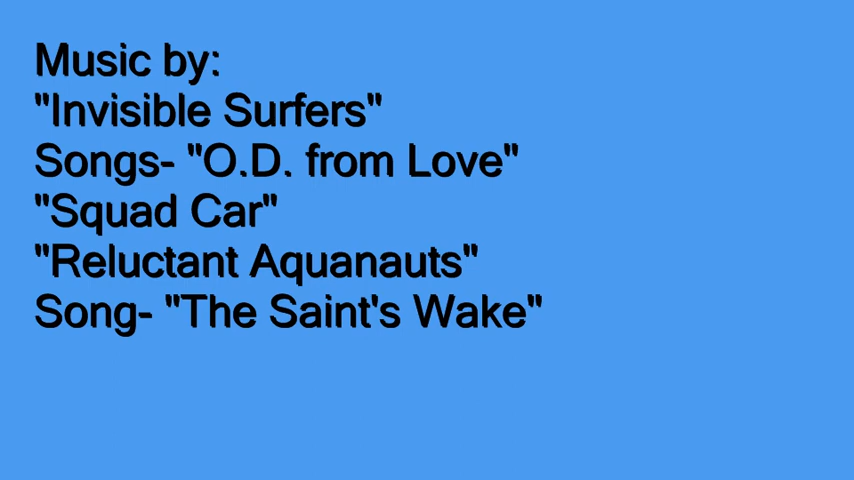 Music by:
"Invisible Surfers"
Songs- "O.D. from Love"
"Squad Car"
"Reluctant Aquanauts"
Song- "The Saint's Wake"